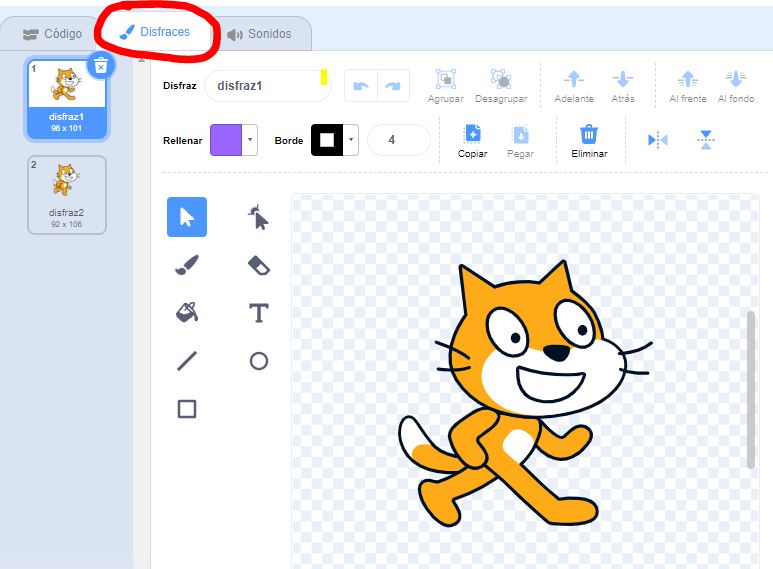 Código Disfraces Sonidos
1
disfraz1
96 x 101
2
disfraz2
92 x 106
Disfraz disfraz1
Agrupar Desagrupar Adelante Atrás Al frente Al fondo
Rellenar Borde 4
Copiar Pegar Eliminar
T